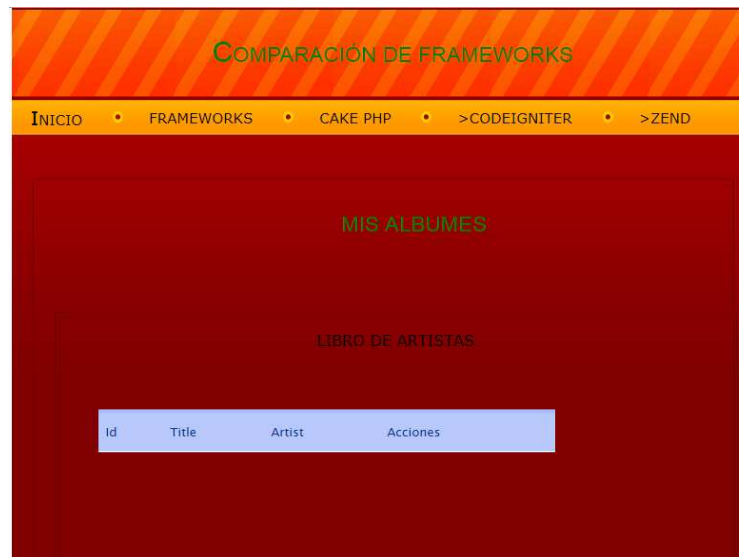 COMPARACIÓN DE FRAMEWORKS
INICIO FRAMEWORKS CAKE PHP >CODEIGNITER >ZEND
MIS ALBUMES
LIBRO DE ARTISTAS
Id Title Artist Acciones